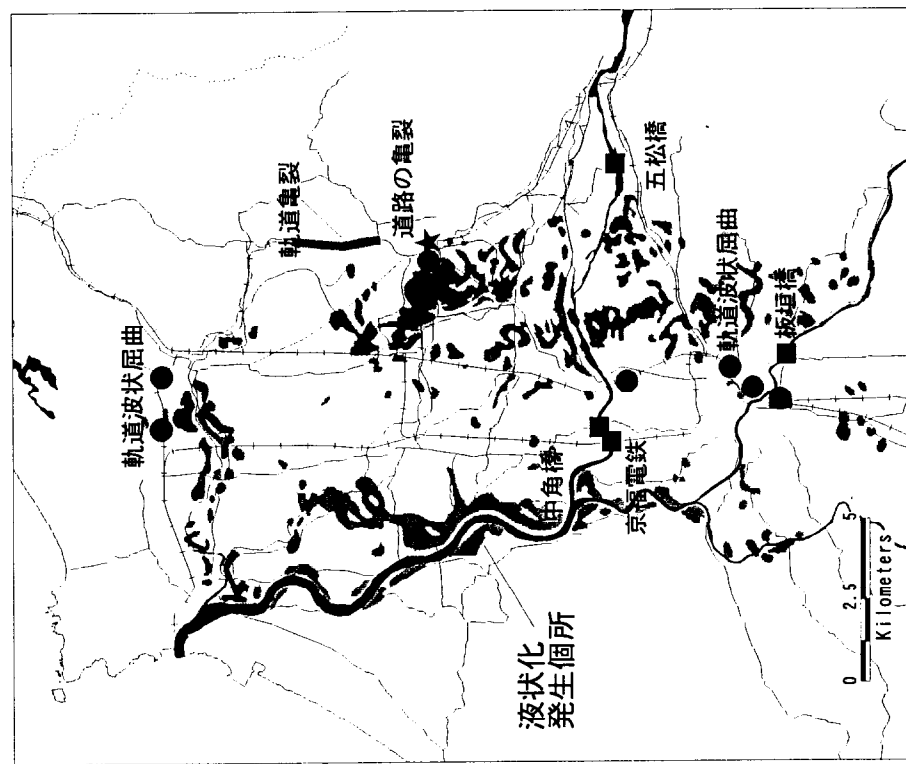 軌道波状屈曲
軌道亀裂
道路の亀裂
五松橋
軌道波状屈曲
板垣橋
中角橋
京福電鉄
液状化
発生個所
0 2.5 5
Kilometers